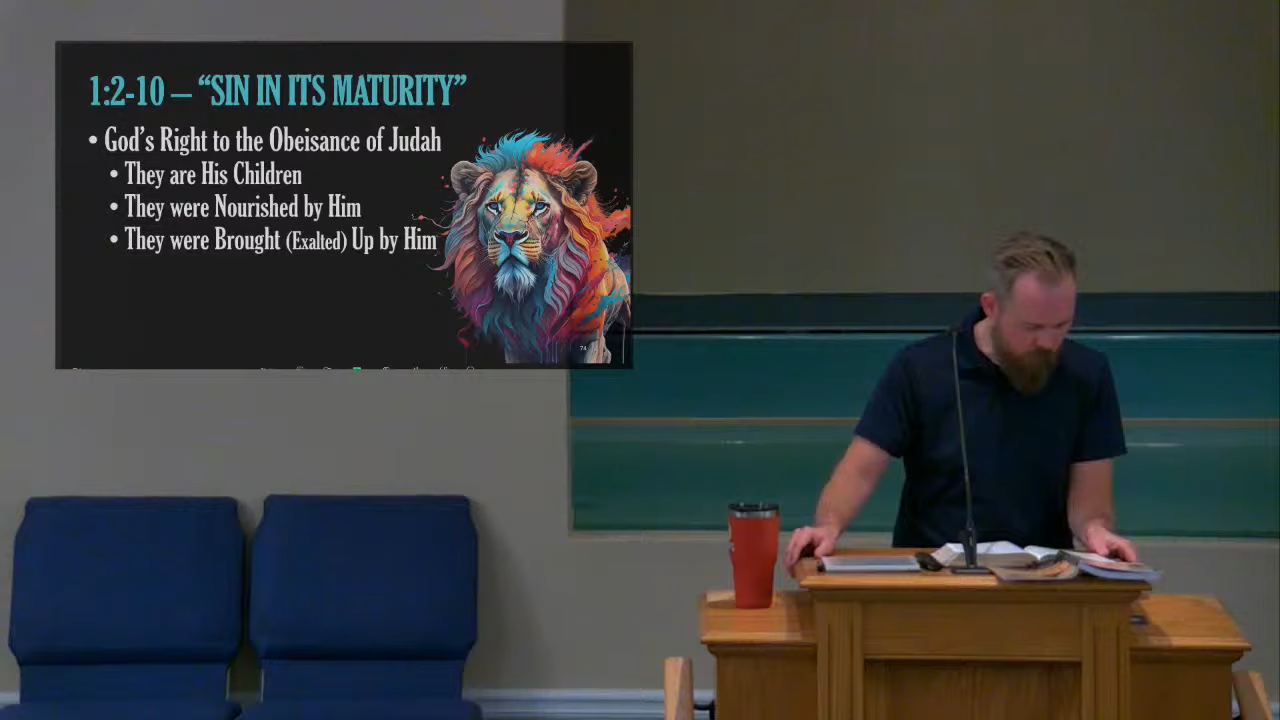 1:2-10 – “SIN IN ITS MATURITY”
• God’s Right to the Obeisance of Judah
• They are His Children
• They were Nourished by Him
• They were Brought (Exalted) Up by Him
74